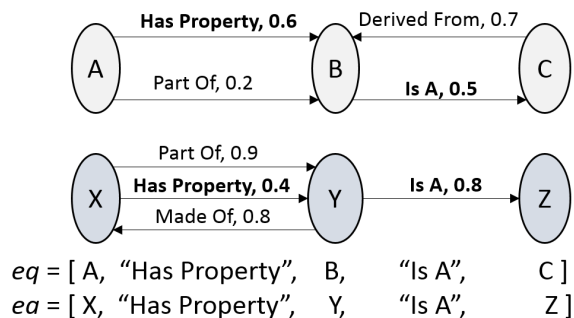 Has Property, 0.6
Derived From, 0.7
A
B
C
Part Of, 0.2
Is A, 0.5
Part Of, 0.9
X
Has Property, 0.4
Y
Is A, 0.8
Z
Made Of, 0.8
eq = [ A, “Has Property”, B, “Is A”, C ]
ea = [ X, “Has Property”, Y, “Is A”, Z ]